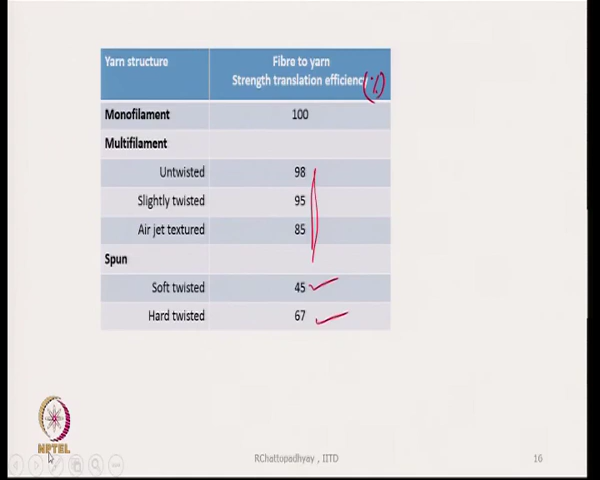 Yarn structure
Fibre to yarn
Strength translation efficiency (%)
Monofilament 100
Multifilament
Untwisted 98
Slightly twisted 95
Air jet textured 85
Spun
Soft twisted 45
Hard twisted 67
NPTEL
RChattopadhyay , IITD
16